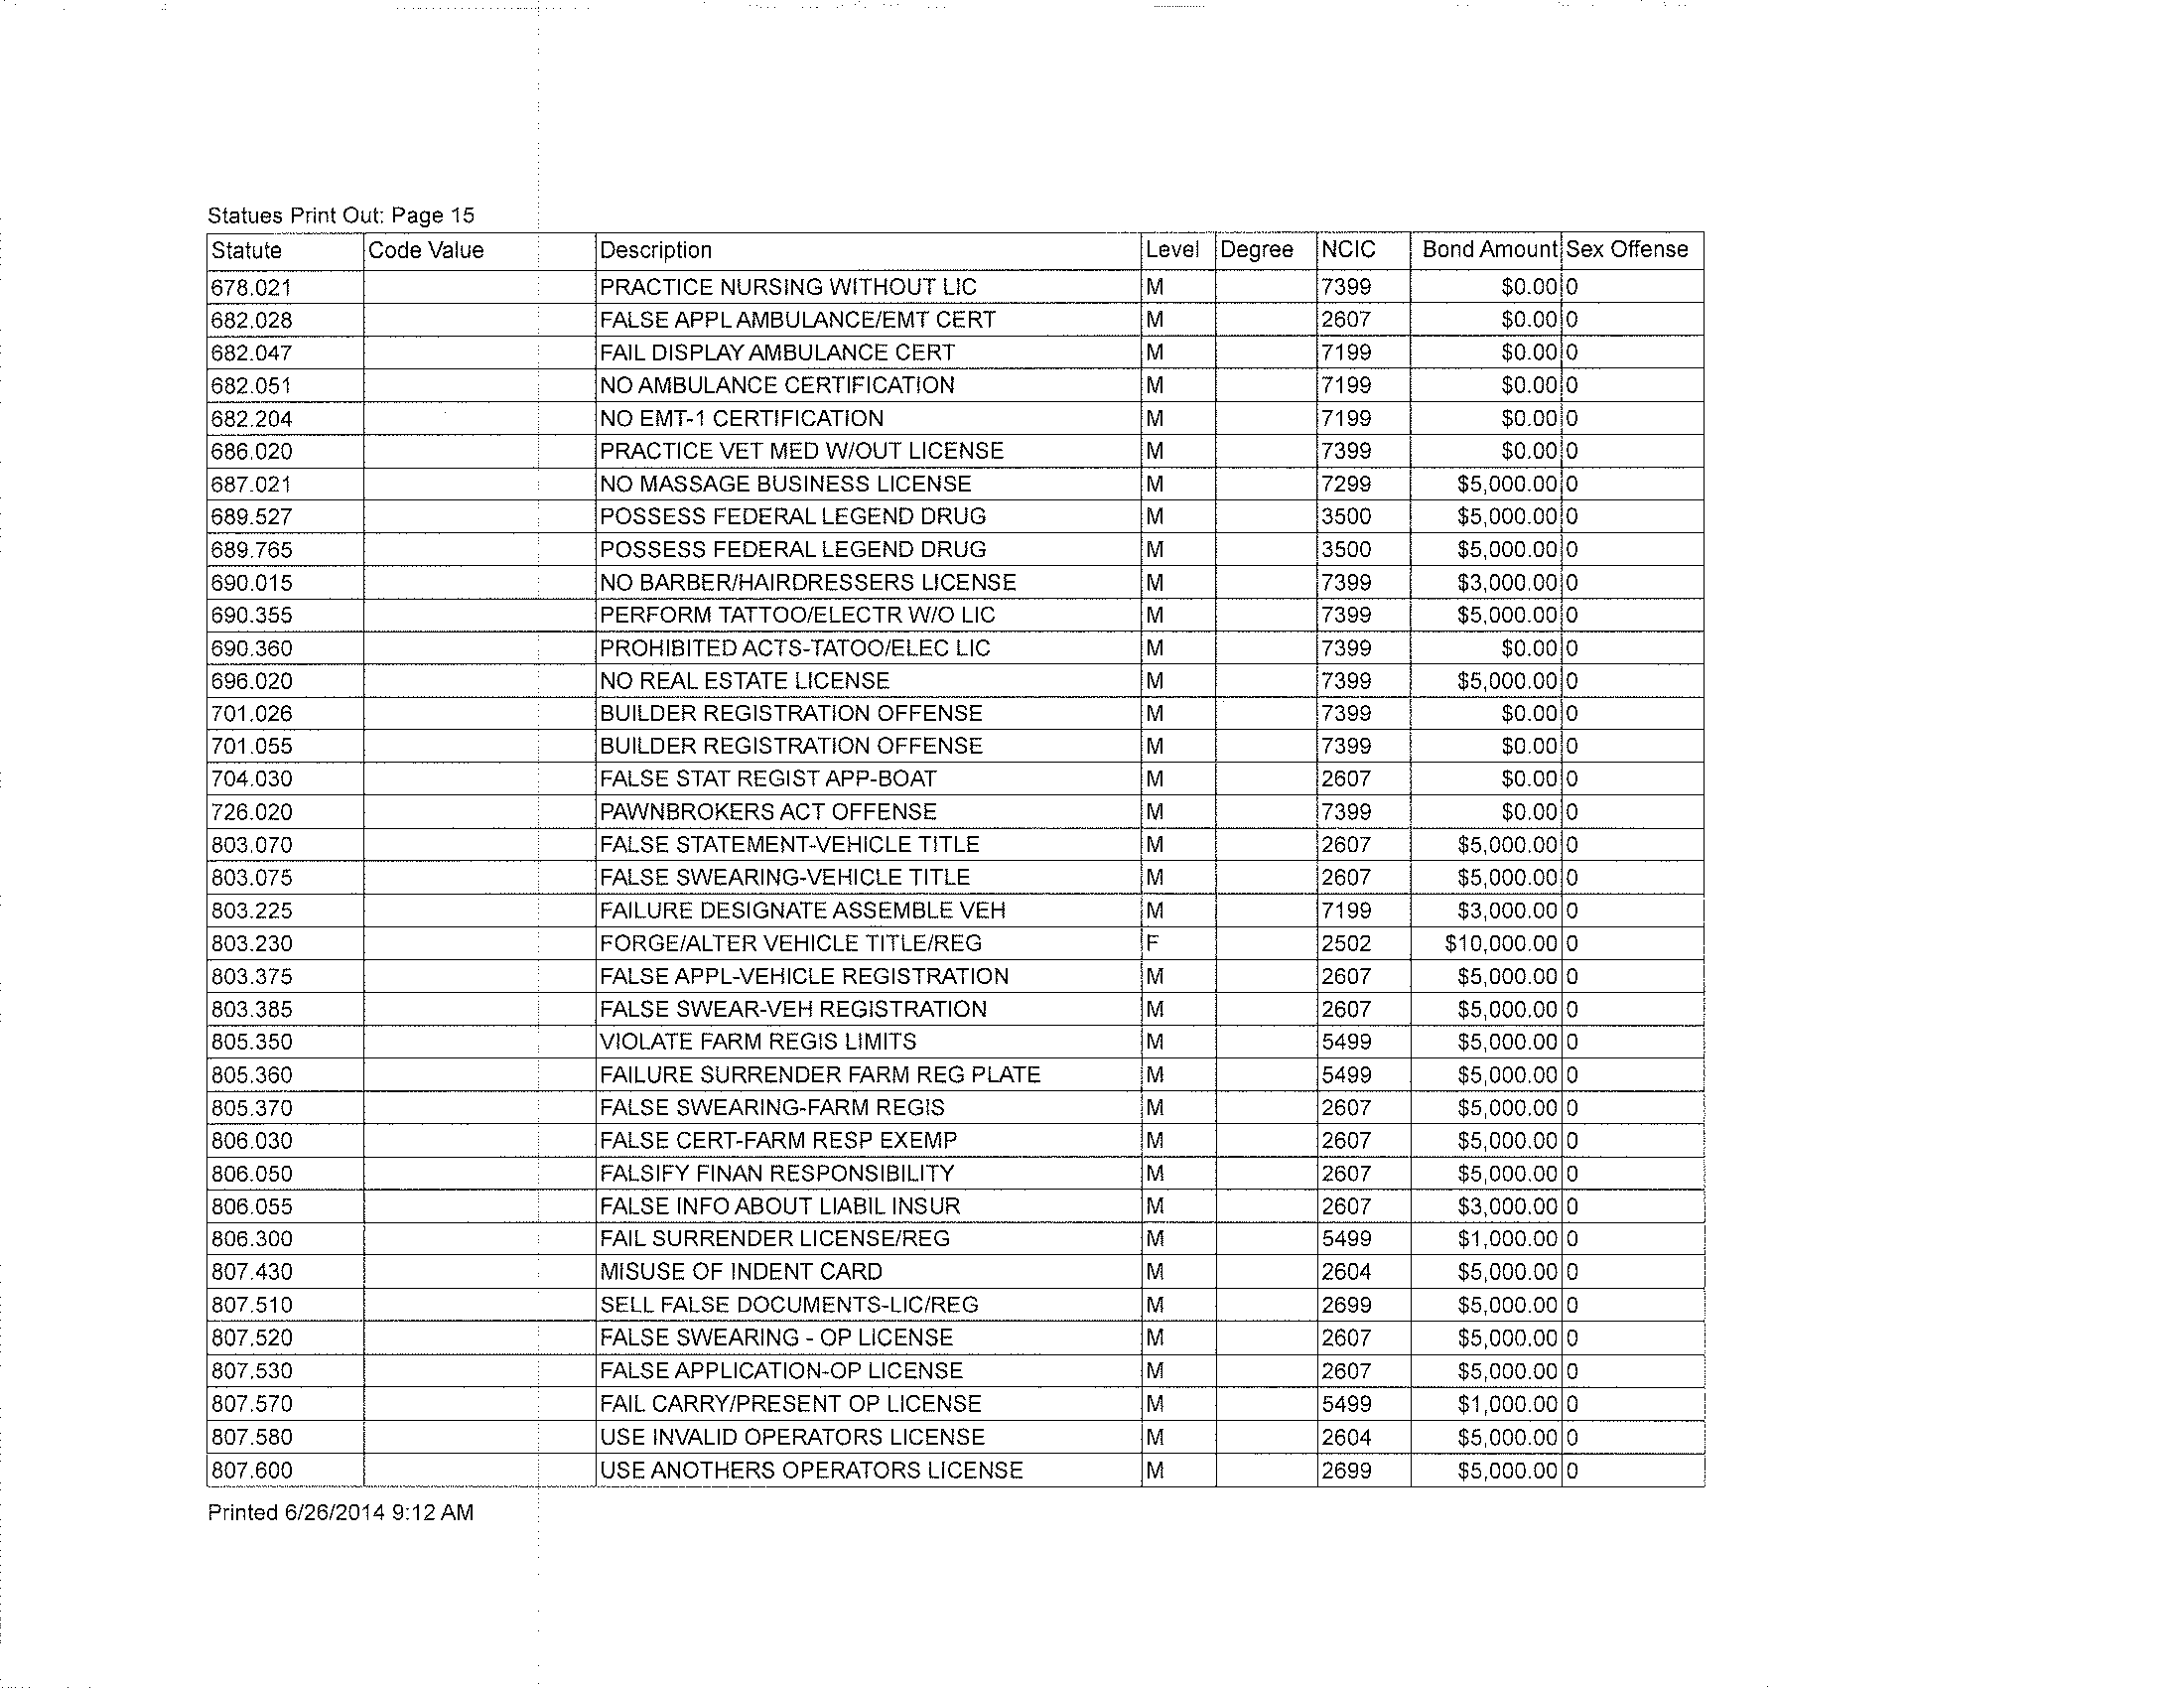 Statues Print Out: Page 15
Statute Code Value Description Level Degree NCIC Bond Amount Sex Offense
678.021 PRACTICE NURSING WITHOUT LIC M 7399 $0.00 0
682.028 FALSE APPL AMBULANCE/EMT CERT M 2607 $0.00 0
682.047 FAIL DISPLAY AMBULANCE CERT M 7199 $0.00 0
682.051 NO AMBULANCE CERTIFICATION M 7199 $0.00 0
682.204 NO EMT-1 CERTIFICATION M 7199 $0.00 0
686.020 PRACTICE VET MED W/OUT LICENSE M 7399 $0.00 0
687.021 NO MASSAGE BUSINESS LICENSE M 7299 $5,000.00 0
689.527 POSSESS FEDERAL LEGEND DRUG M 3500 $5,000.00 0
689.765 POSSESS FEDERAL LEGEND DRUG M 3500 $5,000.00 0
690.015 NO BARBER/HAIRDRESSERS LICENSE M 7399 $3,000.00 0
690.355 PERFORM TATTOO/ELECTR W/O LIC M 7399 $5,000.00 0
690.360 PROHIBITED ACTS-TATOO/ELEC LIC M 7399 $0.00 0
696.020 NO REAL ESTATE LICENSE M 7399 $5,000.00 0
701.026 BUILDER REGISTRATION OFFENSE M 7399 $0.00 0
701.055 BUILDER REGISTRATION OFFENSE M 7399 $0.00 0
704.030 FALSE STAT REGIST APP-BOAT M 2607 $0.00 0
726.020 PAWNBROKERS ACT OFFENSE M 7399 $0.00 0
803.070 FALSE STATEMENT-VEHICLE TITLE M 2607 $5,000.00 0
803.075 FALSE SWEARING-VEHICLE TITLE M 2607 $5,000.00 0
803.225 FAILURE DESIGNATE ASSEMBLE VEH M 7199 $3,000.00 0
803.230 FORGE/ALTER VEHICLE TITLE/REG F 2502 $10,000.00 0
803.375 FALSE APPL-VEHICLE REGISTRATION M 2607 $5,000.00 0
803.385 FALSE SWEAR-VEH REGISTRATION M 2607 $5,000.00 0
805.350 VIOLATE FARM REGIS LIMITS M 5499 $5,000.00 0
805.360 FAILURE SURRENDER FARM REG PLATE M 5499 $5,000.00 0
805.370 FALSE SWEARING-FARM REGIS M 2607 $5,000.00 0
806.030 FALSE CERT-FARM RESP EXEMP M 2607 $5,000.00 0
806.050 FALSIFY FINAN RESPONSIBILITY M 2607 $5,000.00 0
806.055 FALSE INFO ABOUT LIABIL INSUR M 2607 $3,000.00 0
806.300 FAIL SURRENDER LICENSE/REG M 5499 $1,000.00 0
807.430 MISUSE OF INDENT CARD M 2604 $5,000.00 0
807.510 SELL FALSE DOCUMENTS-LIC/REG M 2699 $5,000.00 0
807.520 FALSE SWEARING - OP LICENSE M 2607 $5,000.00 0
807.530 FALSE APPLICATION-OP LICENSE M 2607 $5,000.00 0
807.570 FAIL CARRY/PRESENT OP LICENSE M 5499 $1,000.00 0
807.580 USE INVALID OPERATORS LICENSE M 2604 $5,000.00 0
807.600 USE ANOTHERS OPERATORS LICENSE M 2699 $5,000.00 0
Printed 6/26/2014 9:12 AM